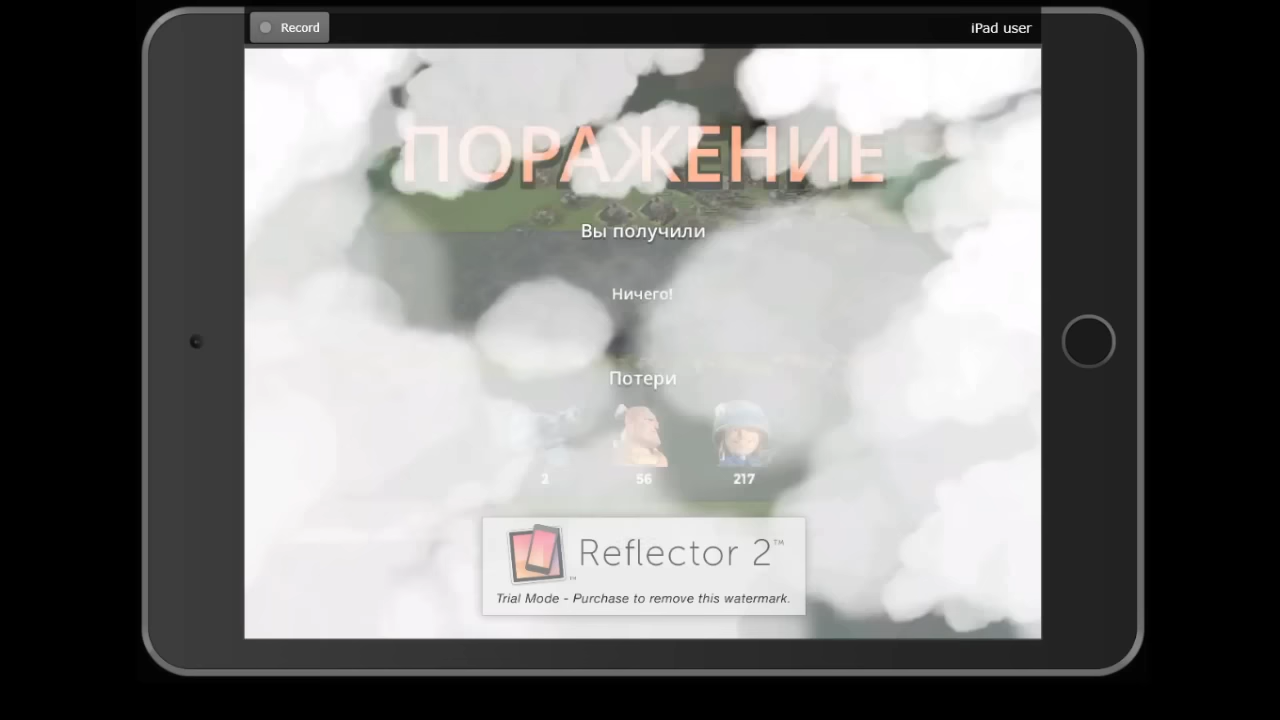 Record
iPad user
ПОРАЖЕНИЕ
Вы получили
Ничего!
Потери
2 56 217
Reflector 2™
Trial Mode - Purchase to remove this watermark.